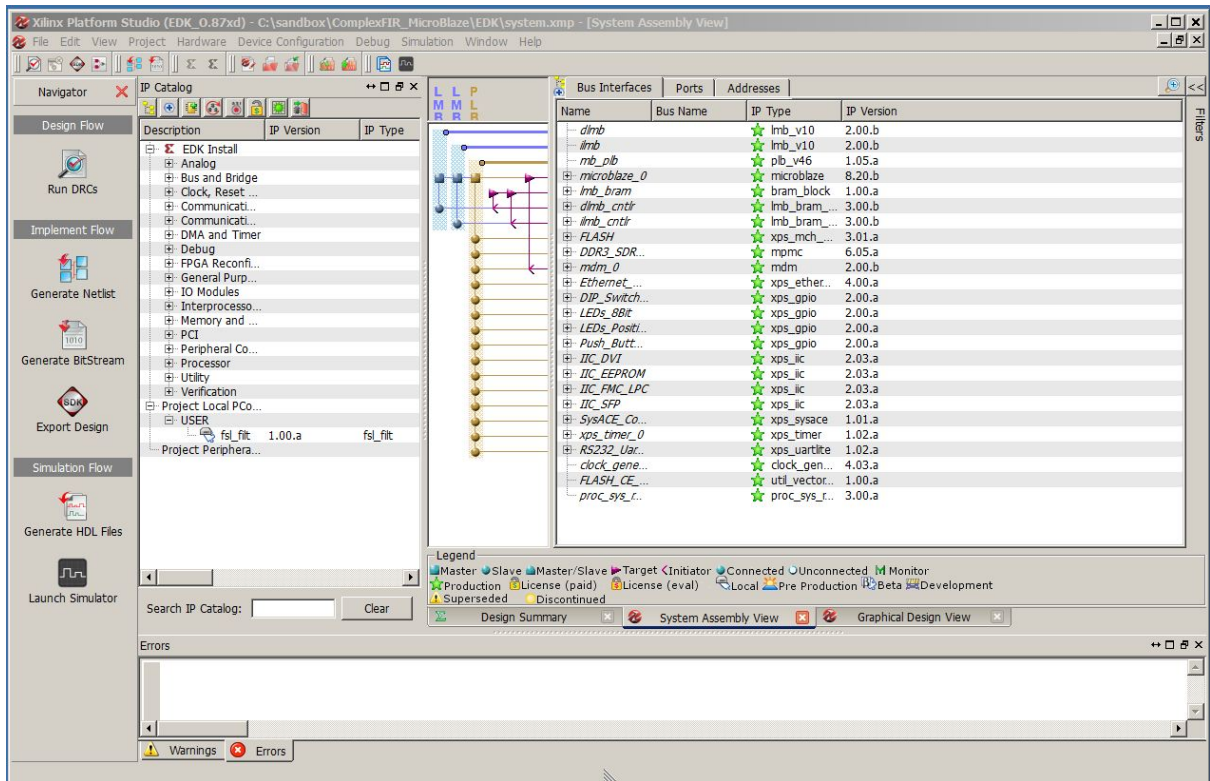 Xilinx Platform Studio (EDK_O.87xd) - C:\sandbox\ComplexFIR_MicroBlaze\EDK\system.xmp - [System Assembly View]
File Edit View Project Hardware Device Configuration Debug Simulation Window Help
Navigator
Design Flow
Run DRCs
Implement Flow
Generate Netlist
1010
Generate BitStream
SDK
Export Design
Simulation Flow
Generate HDL Files
Launch Simulator
IP Catalog
Description IP Version IP Type
EDK Install
Analog
Bus and Bridge
Clock, Reset ...
Communicati...
Communicati...
DMA and Timer
Debug
FPGA Reconfi...
General Purp...
IO Modules
Interprocesso...
Memory and ...
PCI
Peripheral Co...
Processor
Utility
Verification
Project Local PCo...
USER
fsl_filt 1.00.a fsl_filt
Project Periphera...
Search IP Catalog: Clear
L L P
M M L
B B B
Bus Interfaces Ports Addresses
Name Bus Name IP Type IP Version
dlmb lmb_v10 2.00.b
ilmb lmb_v10 2.00.b
mb_plb plb_v46 1.05.a
microblaze_0 microblaze 8.20.b
lmb_bram bram_block 1.00.a
dlmb_cntlr lmb_bram_... 3.00.b
ilmb_cntlr lmb_bram_... 3.00.b
FLASH xps_mch_... 3.01.a
DDR3_SDR... mpmc 6.05.a
mdm_0 mdm 2.00.b
Ethernet_... xps_ether... 4.00.a
DIP_Switch... xps_gpio 2.00.a
LEDs_8Bit xps_gpio 2.00.a
LEDs_Positi... xps_gpio 2.00.a
Push_Butt... xps_gpio 2.00.a
IIC_DVI xps_iic 2.03.a
IIC_EEPROM xps_iic 2.03.a
IIC_FMC_LPC xps_iic 2.03.a
IIC_SFP xps_iic 2.03.a
SysACE_Co... xps_sysace 1.01.a
xps_timer_0 xps_timer 1.02.a
RS232_Uar... xps_uartlite 1.02.a
clock_gene... clock_gen... 4.03.a
FLASH_CE_... util_vector... 1.00.a
proc_sys_r... proc_sys_r... 3.00.a
<<
Filters
Legend
Master Slave Master/Slave Target Initiator Connected Unconnected M Monitor
Production License (paid) License (eval) Local Pre Production Beta Development
Superseded Discontinued
Design Summary System Assembly View Graphical Design View
Errors
Warnings Errors